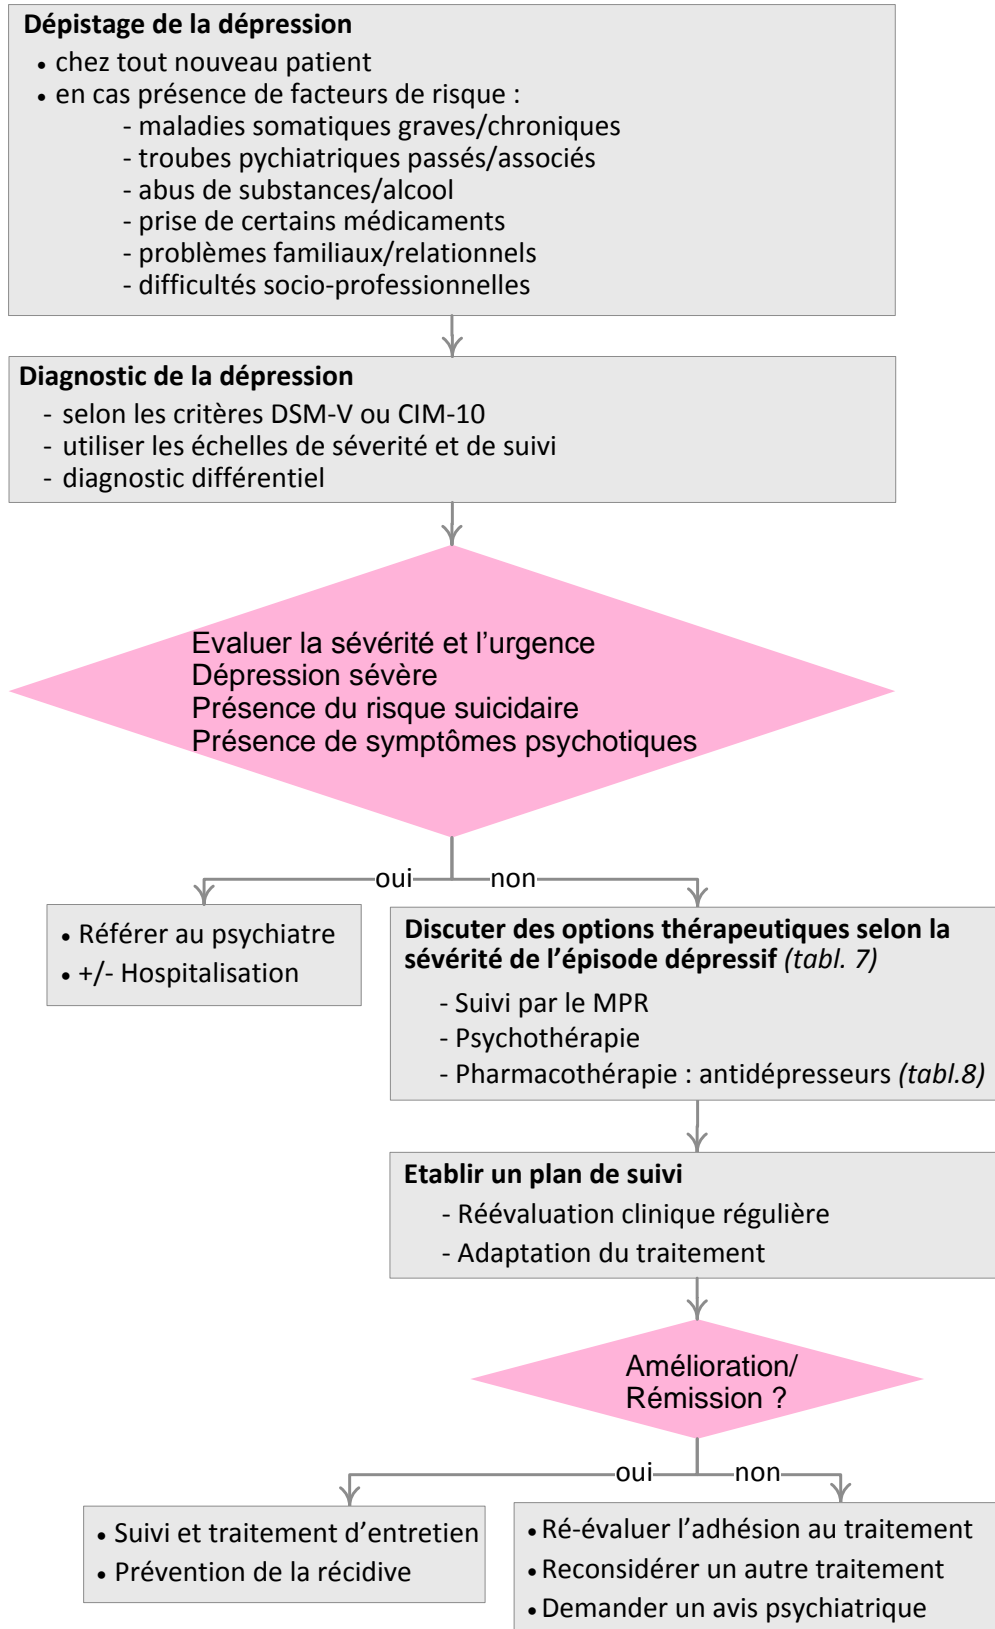 Dépistage de la dépression
• chez tout nouveau patient
• en cas présence de facteurs de risque :
- maladies somatiques graves/chroniques
- troubes pychiatriques passés/associés
- abus de substances/alcool
- prise de certains médicaments
- problèmes familiaux/relationnels
- difficultés socio-professionnelles
Diagnostic de la dépression
- selon les critères DSM-V ou CIM-10
- utiliser les échelles de séverité et de suivi
- diagnostic différentiel
Evaluer la sévérité et l’urgence
Dépression sévère
Présence du risque suicidaire
Présence de symptômes psychotiques
oui
non
• Référer au psychiatre
• +/- Hospitalisation
Discuter des options thérapeutiques selon la
sévérité de l’épisode dépressif (tabl. 7)
- Suivi par le MPR
- Psychothérapie
- Pharmacothérapie : antidépresseurs (tabl.8)
Etablir un plan de suivi
- Réévaluation clinique régulière
- Adaptation du traitement
Amélioration/
Rémission ?
oui
non
• Suivi et traitement d’entretien
• Prévention de la récidive
• Ré-évaluer l’adhésion au traitement
• Reconsidérer un autre traitement
• Demander un avis psychiatrique